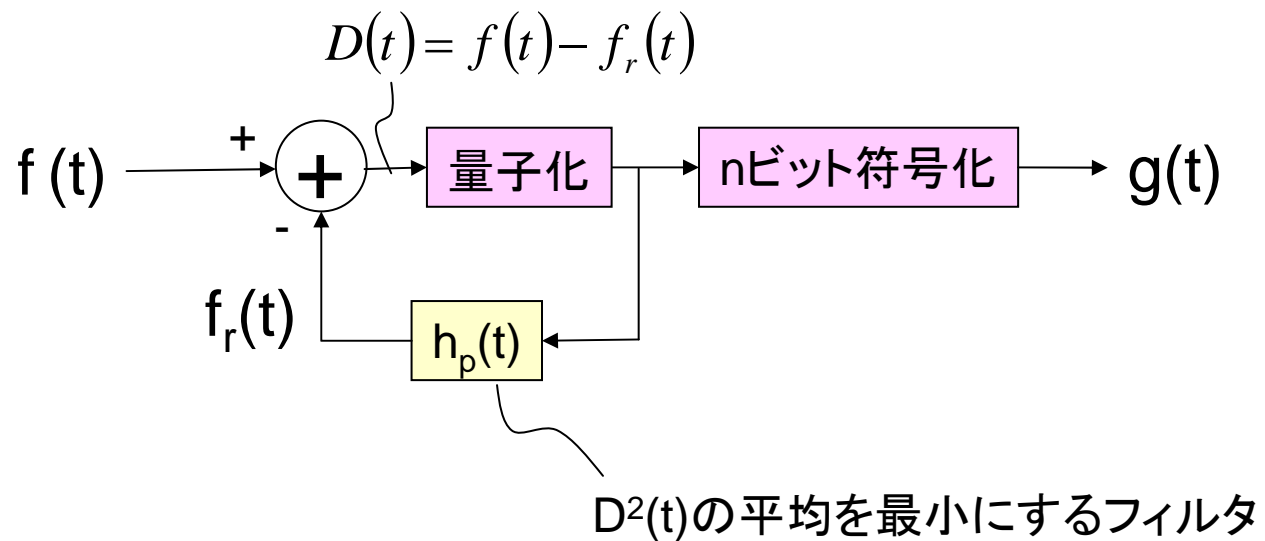 D(t) = f(t) − f_r(t)
+
f (t)
+
量子化
nビット符号化
g(t)
-
f_r(t)
h_p(t)
D²(t)の平均を最小にするフィルタ